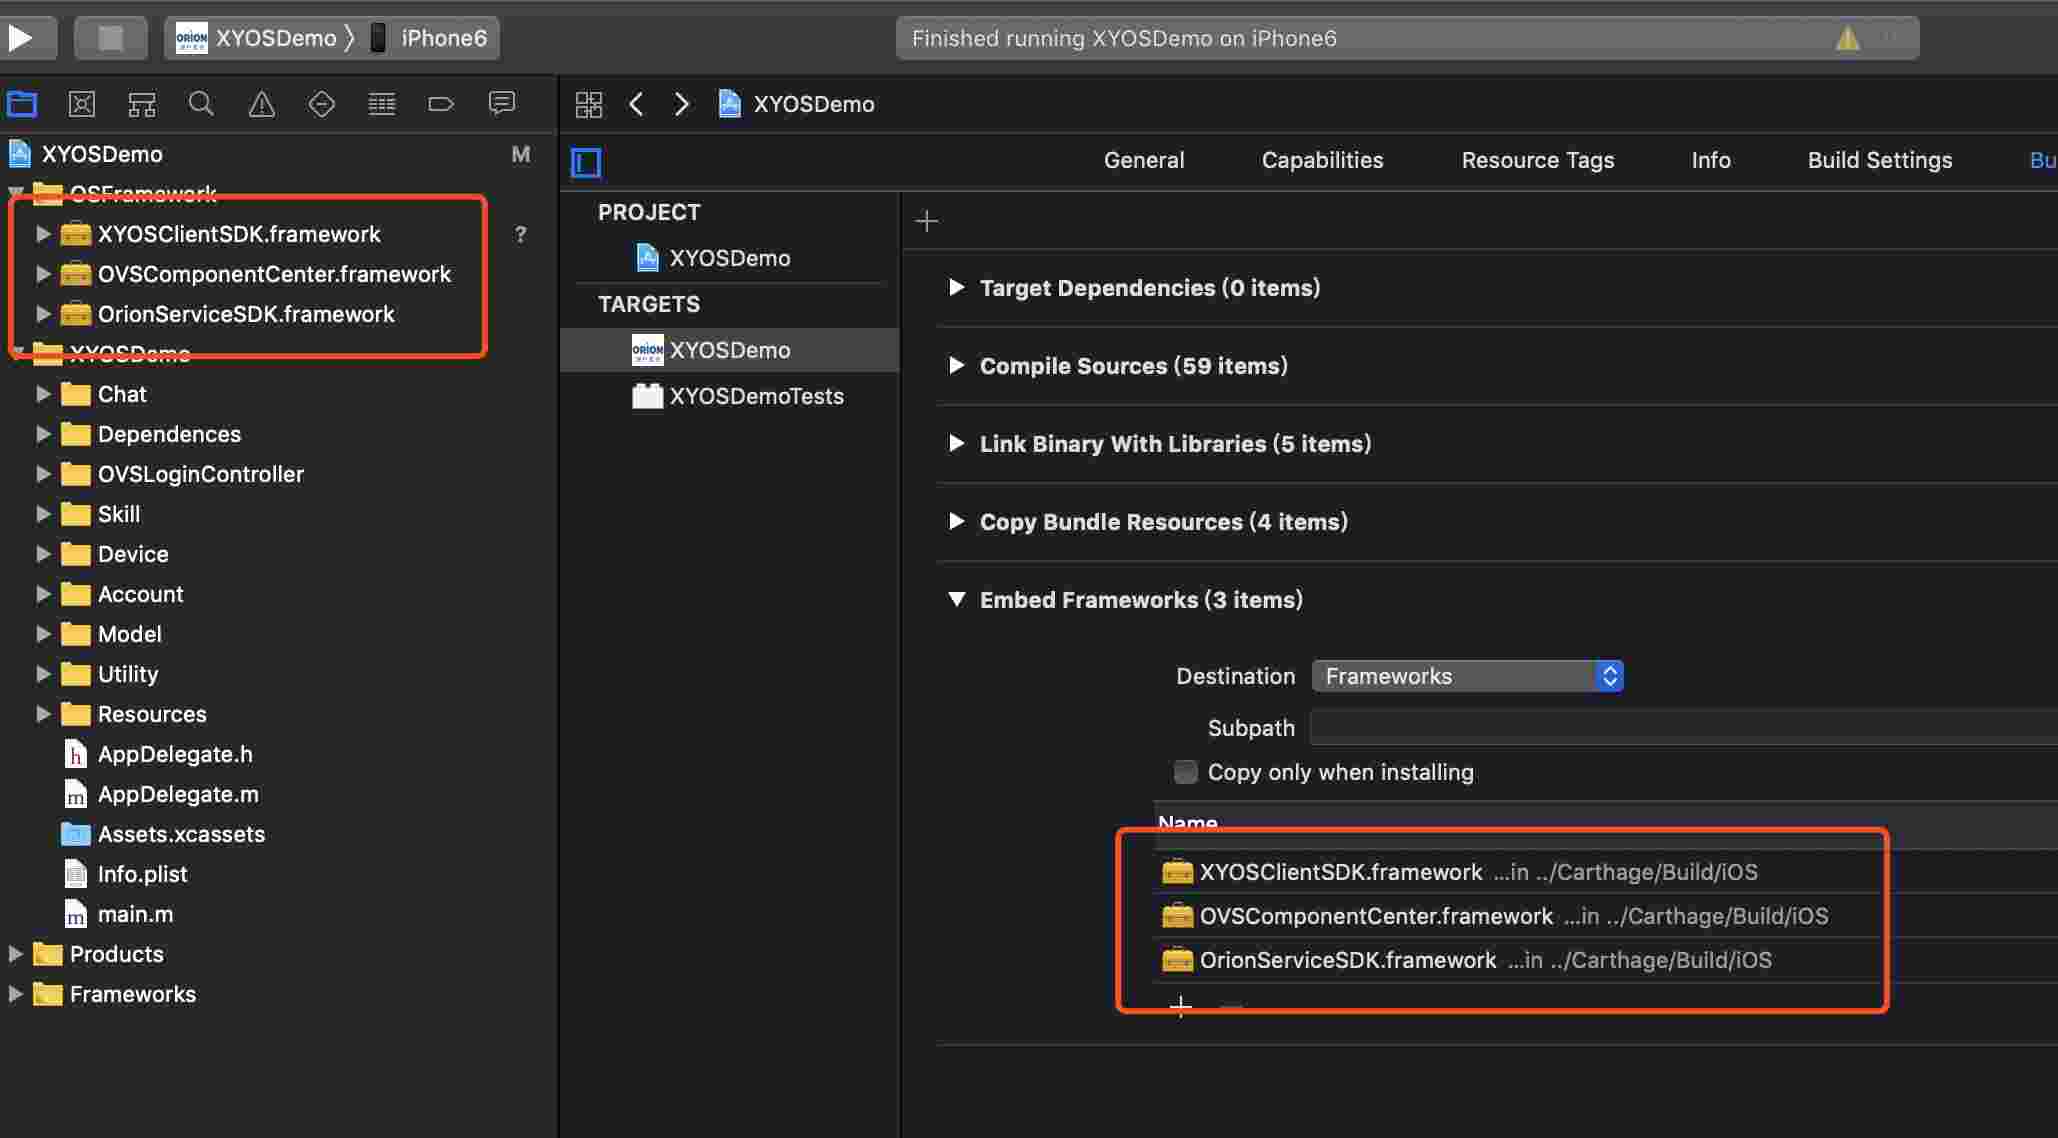 XYOSDemo 〉 iPhone6
Finished running XYOSDemo on iPhone6
XYOSDemo
XYOSDemo M
OSFramework
XYOSClientSDK.framework ?
OVSComponentCenter.framework
OrionServiceSDK.framework
XYOSDemo
Chat
Dependences
OVSLoginController
Skill
Device
Account
Model
Utility
Resources
AppDelegate.h
AppDelegate.m
Assets.xcassets
Info.plist
main.m
Products
Frameworks
General Capabilities Resource Tags Info Build Settings Bu
PROJECT
XYOSDemo
TARGETS
ORION XYOSDemo
XYOSDemoTests
Target Dependencies (0 items)
Compile Sources (59 items)
Link Binary With Libraries (5 items)
Copy Bundle Resources (4 items)
Embed Frameworks (3 items)
Destination Frameworks
Subpath
Copy only when installing
Name
XYOSClientSDK.framework ...in ../Carthage/Build/iOS
OVSComponentCenter.framework ...in ../Carthage/Build/iOS
OrionServiceSDK.framework ...in ../Carthage/Build/iOS